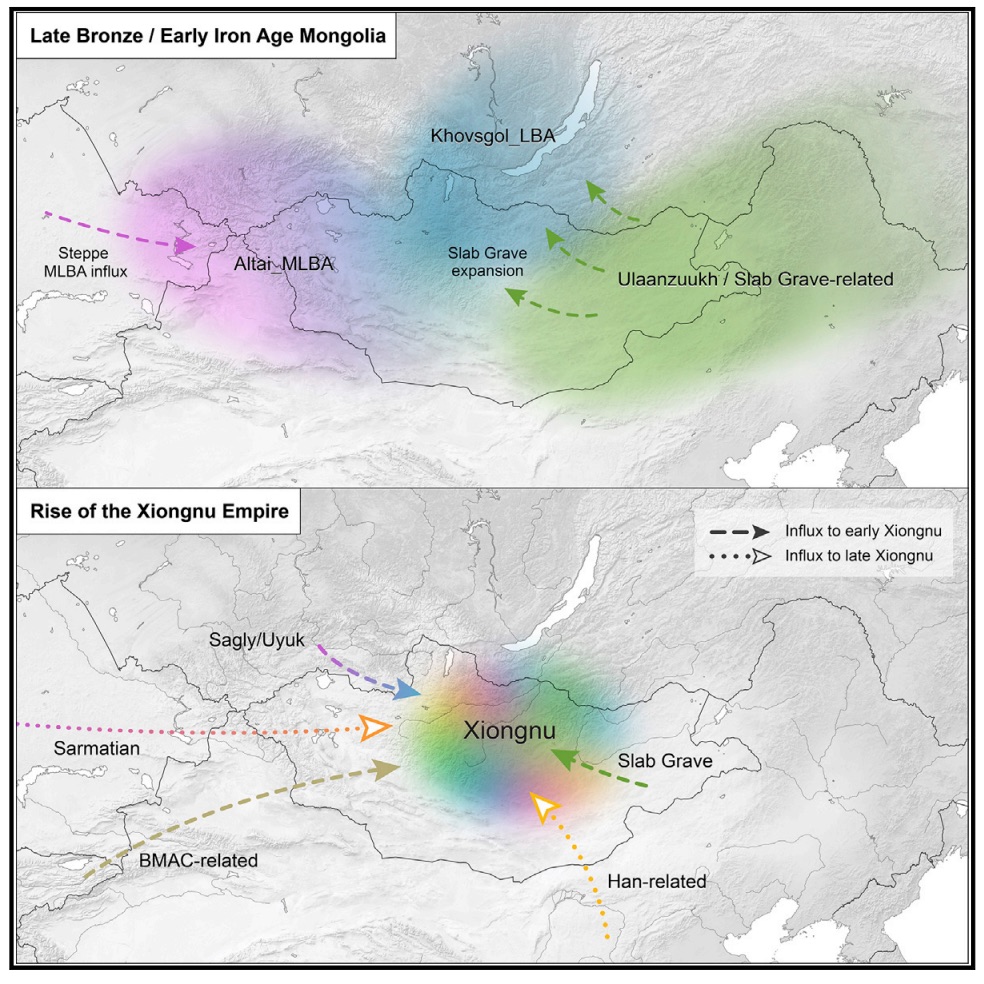 Late Bronze / Early Iron Age Mongolia
Khovsgol_LBA
Steppe
MLBA influx
Altai_MLBA
Slab Grave
expansion
Ulaanzuukh / Slab Grave-related
Rise of the Xiongnu Empire
Influx to early Xiongnu
Influx to late Xiongnu
Sagly/Uyuk
Xiongnu
Sarmatian
Slab Grave
BMAC-related
Han-related